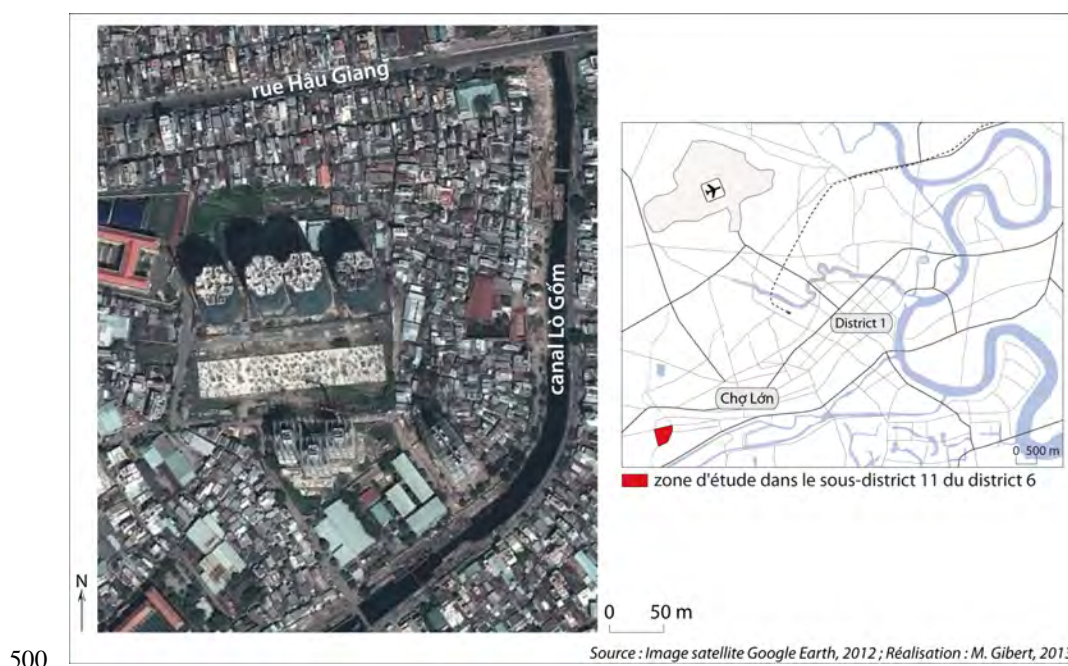 rue Hậu Giang
canal Lò Gốm
District 1
Chợ Lớn
0 500 m
zone d'étude dans le sous-district 11 du district 6
N
0 50 m
Source : Image satellite Google Earth, 2012 ; Réalisation : M. Gibert, 2013
500